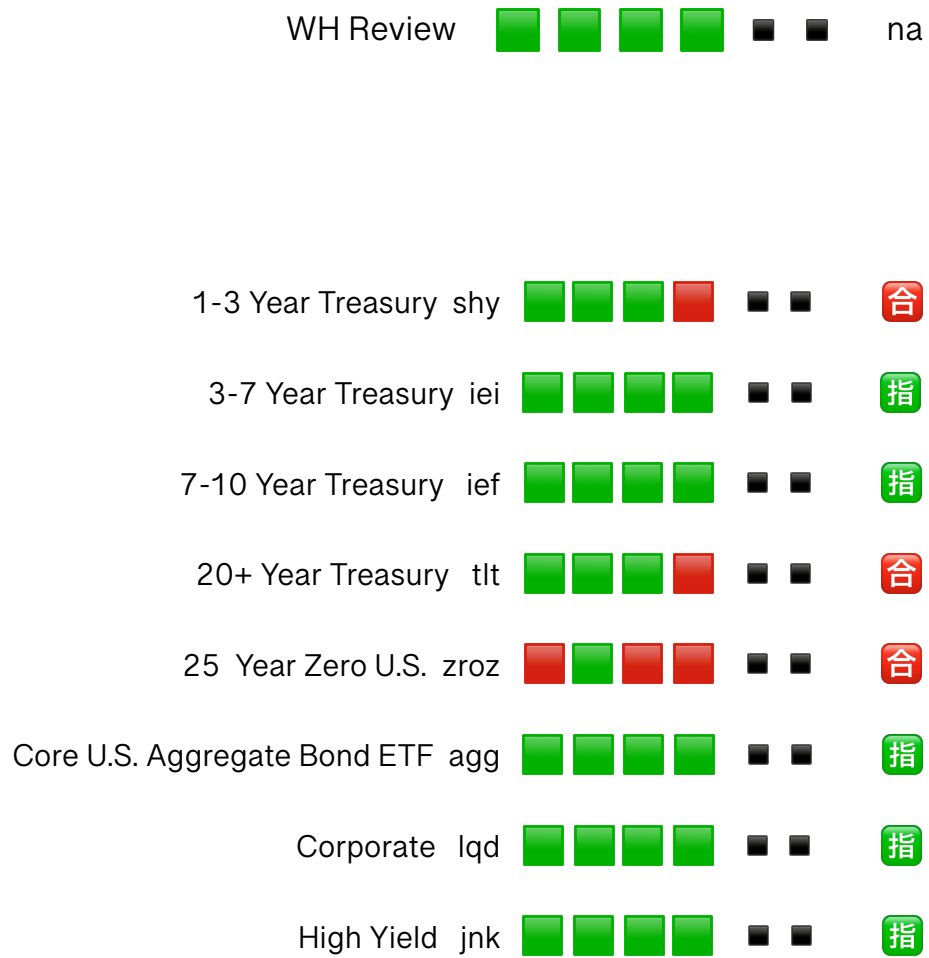 WH Review na
1-3 Year Treasury shy 合
3-7 Year Treasury iei 指
7-10 Year Treasury ief 指
20+ Year Treasury tlt 合
25 Year Zero U.S. zroz 合
Core U.S. Aggregate Bond ETF agg 指
Corporate lqd 指
High Yield jnk 指